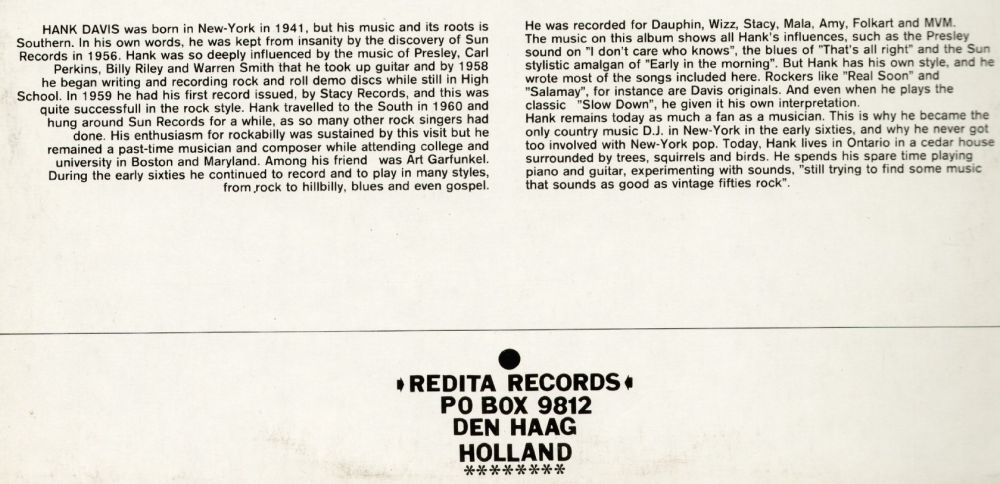 HANK DAVIS was born in New-York in 1941, but his music and its roots is
Southern. In his own words, he was kept from insanity by the discovery of Sun
Records in 1956. Hank was so deeply influenced by the music of Presley, Carl
Perkins, Billy Riley and Warren Smith that he took up guitar and by 1958
he began writing and recording rock and roll demo discs while still in High
School. In 1959 he had his first record issued, by Stacy Records, and this was
quite successfull in the rock style. Hank travelled to the South in 1960 and
hung around Sun Records for a while, as so many other rock singers had
done. His enthusiasm for rockabilly was sustained by this visit but he
remained a past-time musician and composer while attending college and
university in Boston and Maryland. Among his friend was Art Garfunkel.
During the early sixties he continued to record and to play in many styles,
from rock to hillbilly, blues and even gospel.
He was recorded for Dauphin, Wizz, Stacy, Mala, Amy, Folkart and MVM.
The music on this album shows all Hank's influences, such as the Presley
sound on "I don't care who knows", the blues of "That's all right" and the Sun
stylistic amalgan of "Early in the morning". But Hank has his own style, and he
wrote most of the songs included here. Rockers like "Real Soon" and
"Salamay", for instance are Davis originals. And even when he plays the
classic "Slow Down", he given it his own interpretation.
Hank remains today as much a fan as a musician. This is why he became the
only country music D.J. in New-York in the early sixties, and why he never got
too involved with New-York pop. Today, Hank lives in Ontario in a cedar house
surrounded by trees, squirrels and birds. He spends his spare time playing
piano and guitar, experimenting with sounds, "still trying to find some music
that sounds as good as vintage fifties rock".
REDITA RECORDS
PO BOX 9812
DEN HAAG
HOLLAND
********